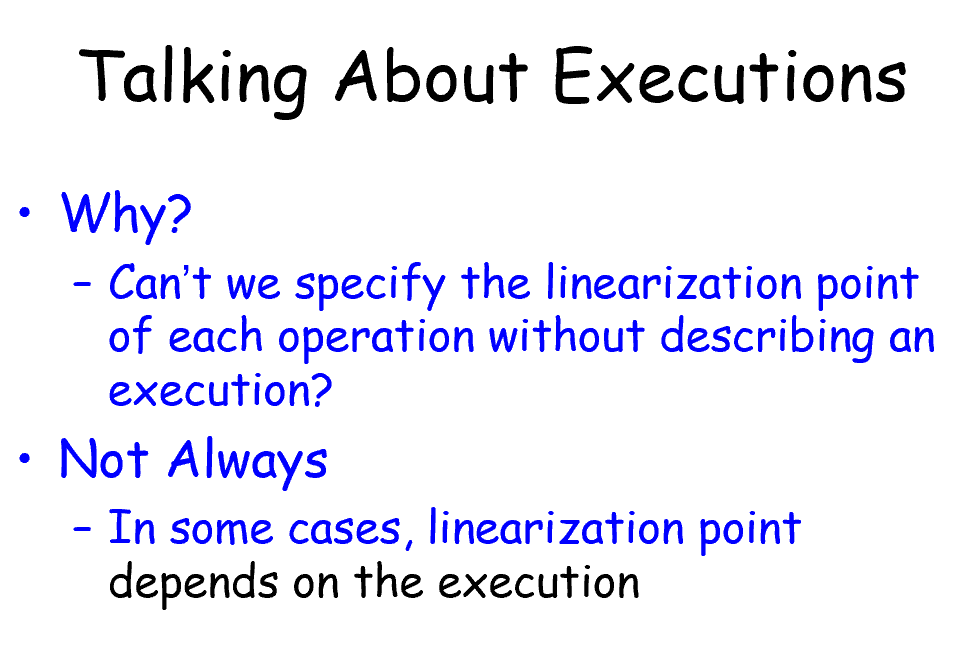 Talking About Executions
• Why?
– Can’t we specify the linearization point
of each operation without describing an
execution?
• Not Always
– In some cases, linearization point
depends on the execution